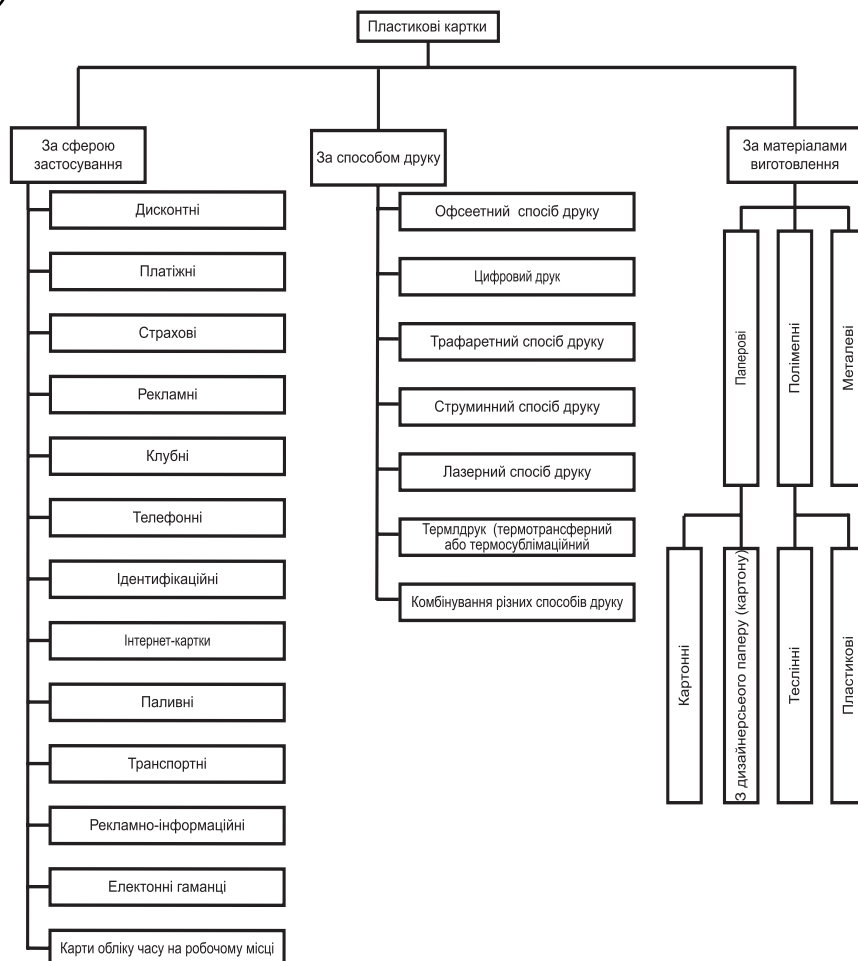 Пластикові картки
За сферою
застосування
Дисконтні
Платіжні
Страхові
Рекламні
Клубні
Телефонні
Ідентифікаційні
Інтернет-картки
Паливні
Транспортні
Рекламно-інформаційні
Електонні гаманці
Карти обліку часу на робочому місці
За способом друку
Офсеетний спосіб друку
Цифровий друк
Трафаретний спосіб друку
Струминний спосіб друку
Лазерний спосіб друку
Термлдрук (термотрансферний
або термосублімаційний
Комбінування різних способів друку
За матеріалами
виготовлення
Паперові
Полімепні
Металеві
Картонні
З дизайнерсьеого паперу (картону)
Теслінні
Пластикові